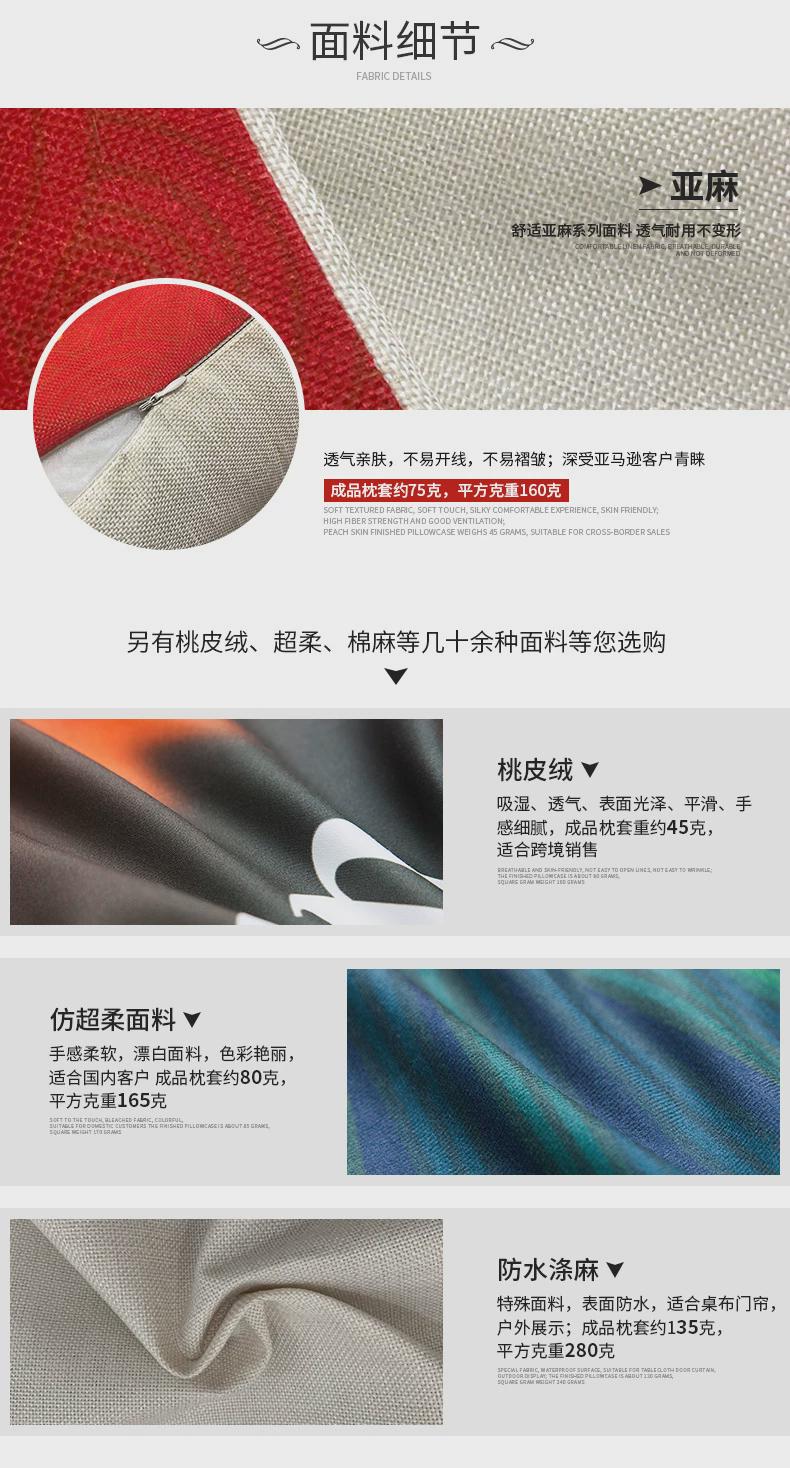 面料细节
FABRIC DETAILS
亚麻
舒适亚麻系列面料 透气耐用不变形
COMFORTABLE LINEN FABRIC, BREATHABLE, DURABLE
AND NOT DEFORMED
透气亲肤，不易开线，不易褶皱；深受亚马逊客户青睐
成品枕套约75克，平方克重160克
SOFT TEXTURED FABRIC, SOFT TOUCH, SILKY COMFORTABLE EXPERIENCE, SKIN FRIENDLY;
HIGH FIBER STRENGTH AND GOOD VENTILATION;
PEACH SKIN FINISHED PILLOWCASE WEIGHS 45 GRAMS, SUITABLE FOR CROSS-BORDER SALES
另有桃皮绒、超柔、棉麻等几十余种面料等您选购
桃皮绒
吸湿、透气、表面光泽、平滑、手
感细腻，成品枕套重约45克，
适合跨境销售
BREATHABLE AND SKIN-FRIENDLY, NOT EASY TO OPEN LINES, NOT EASY TO WRINKLE;
THE FINISHED PILLOWCASE IS ABOUT 80 GRAMS,
SQUARE GRAM WEIGHT 160 GRAMS
仿超柔面料
手感柔软，漂白面料，色彩艳丽，
适合国内客户 成品枕套约80克，
平方克重165克
SOFT TO THE TOUCH, BLEACHED FABRIC, COLORFUL,
SUITABLE FOR DOMESTIC CUSTOMERS THE FINISHED PILLOWCASE IS ABOUT 85 GRAMS,
SQUARE WEIGHT 170 GRAMS
防水涤麻
特殊面料，表面防水，适合桌布门帘，
户外展示；成品枕套约135克，
平方克重280克
SPECIAL FABRIC, WATERPROOF SURFACE, SUITABLE FOR TABLECLOTH DOOR CURTAIN,
OUTDOOR DISPLAY; THE FINISHED PILLOWCASE IS ABOUT 130 GRAMS,
SQUARE GRAM WEIGHT 240 GRAMS